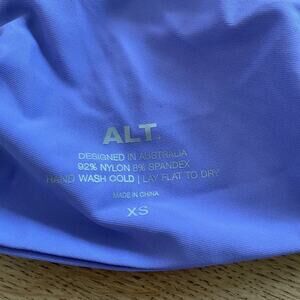 ALT.
DESIGNED IN AUSTRALIA
92% NYLON 8% SPANDEX
HAND WASH COLD | LAY FLAT TO DRY
MADE IN CHINA
XS